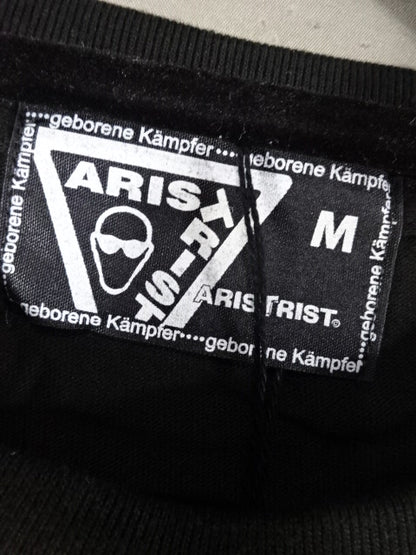 geborene Kämpfer····geborene Kämpfer
ARIS
TRIST
M
ARISTRIST©
geborene Kämpfer
geborene Kämpfer
geborene Kämpfer····geborene Kämpfer